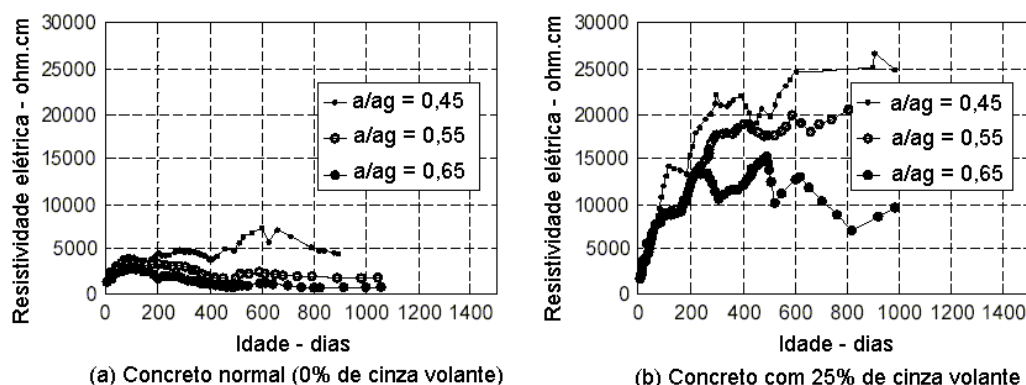 Resistividade elétrica - ohm.cm
30000
25000
20000
15000
10000
5000
0
a/ag = 0,45
a/ag = 0,55
a/ag = 0,65
0 200 400 600 800 1000 1200 1400
Idade - dias
(a) Concreto normal (0% de cinza volante)
Resistividade elétrica - ohm.cm
30000
25000
20000
15000
10000
5000
0
a/ag = 0,45
a/ag = 0,55
a/ag = 0,65
0 200 400 600 800 1000 1200 1400
Idade - dias
(b) Concreto com 25% de cinza volante